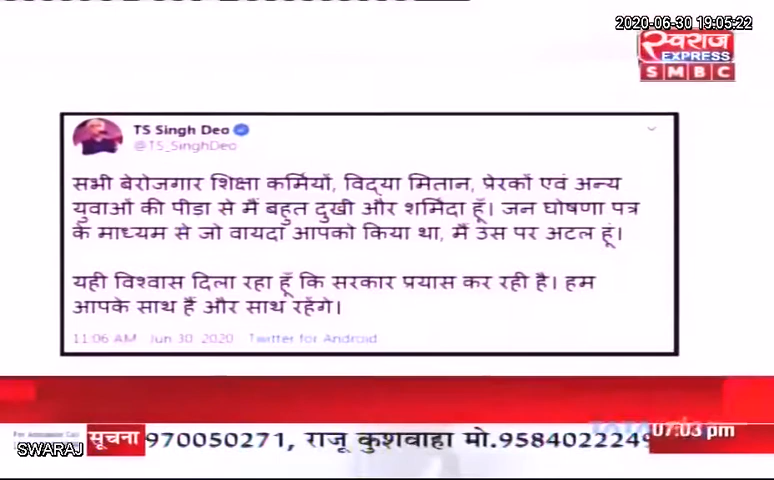 2020-06-30 19:05:22
स्वराज
EXPRESS
SMBC
TS Singh Deo
@TS_SinghDeo
सभी बेरोजगार शिक्षा कर्मियों, विद्या मितान, प्रेरकों एवं अन्य
युवाओं की पीडा से मैं बहुत दुखी और शर्मिंदा हूँ। जन घोषणा पत्र
के माध्यम से जो वायदा आपको किया था, मैं उस पर अटल हूं।
यही विश्वास दिला रहा हूँ कि सरकार प्रयास कर रही है। हम
आपके साथ हैं और साथ रहेंगे।
11:06 AM Jun 30, 2020 Twitter for Android
SWARAJ सूचना 970050271, राजू कुशवाहा मो.9584022249 07:03 pm